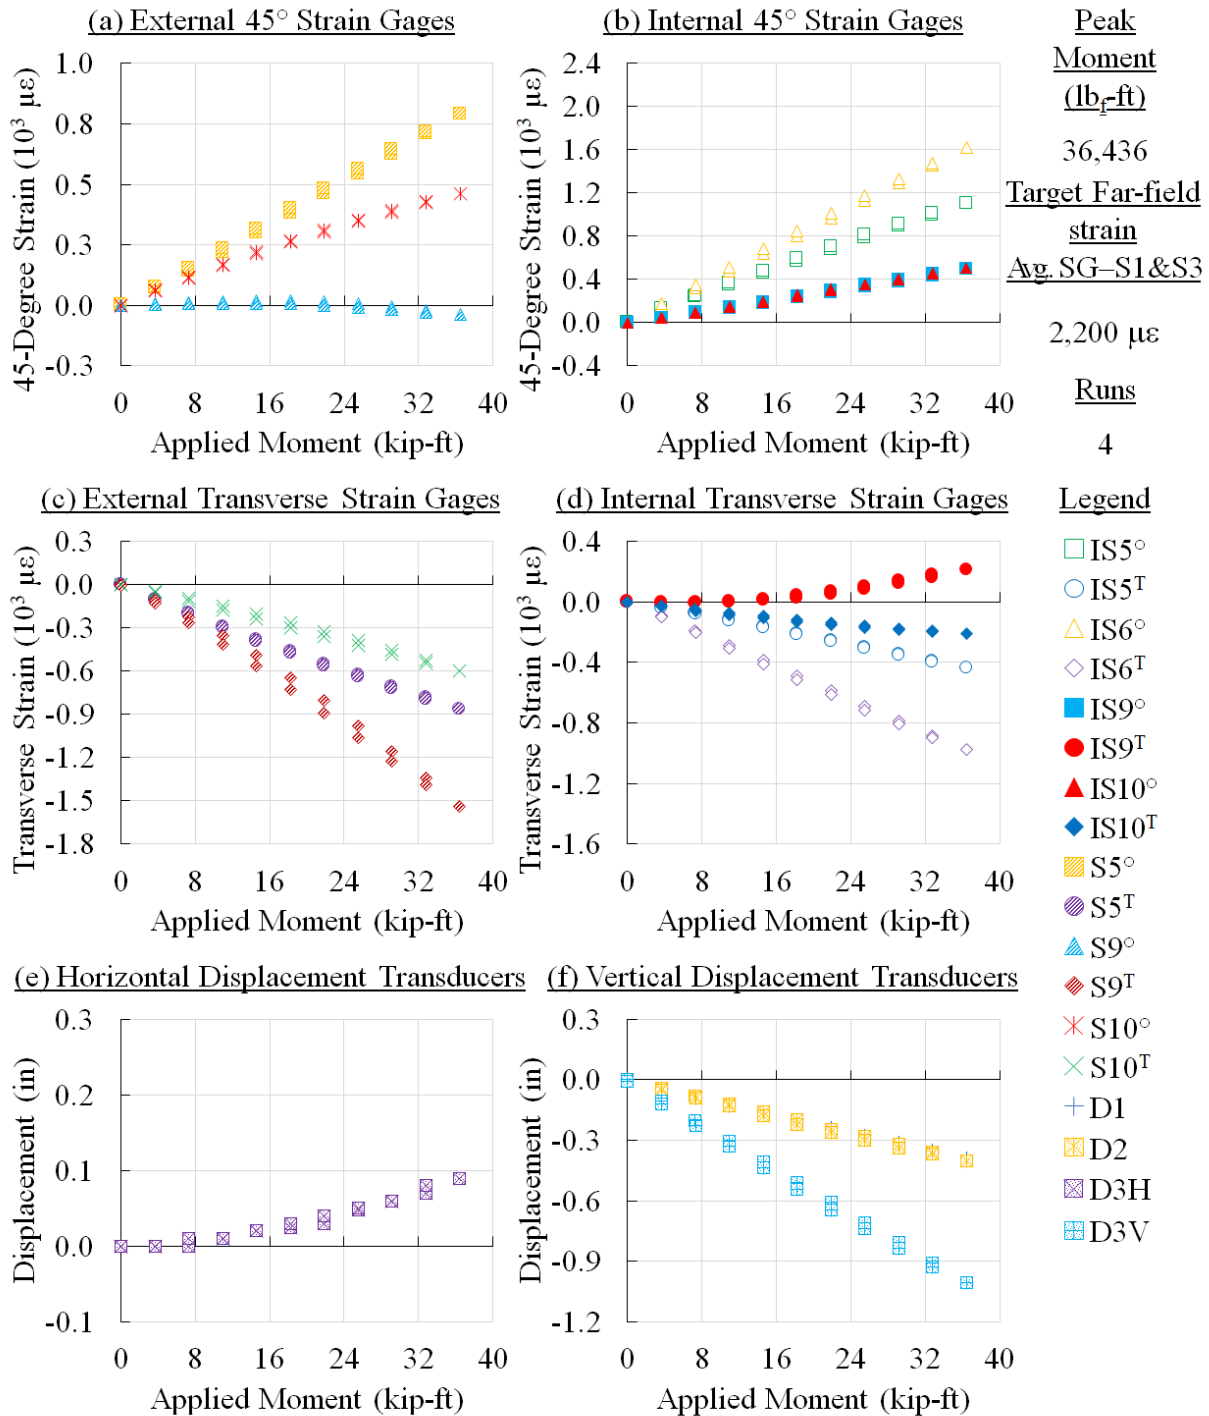 (a) External 45° Strain Gages
45-Degree Strain (10³ µε)
1.0
0.8
0.5
0.3
0.0
-0.3
0
8
16
24
32
40
Applied Moment (kip-ft)
(b) Internal 45° Strain Gages
45-Degree Strain (10³ µε)
2.4
2.0
1.6
1.2
0.8
0.4
0.0
-0.4
0
8
16
24
32
40
Applied Moment (kip-ft)
Peak
Moment
(lbf-ft)
36,436
Target Far-field
strain
Avg. SG–S1&S3
2,200 µε
Runs
4
(c) External Transverse Strain Gages
Transverse Strain (10³ µε)
0.3
0.0
-0.3
-0.6
-0.9
-1.2
-1.5
-1.8
0
8
16
24
32
40
Applied Moment (kip-ft)
(d) Internal Transverse Strain Gages
Transverse Strain (10³ µε)
0.4
0.0
-0.4
-0.8
-1.2
-1.6
0
8
16
24
32
40
Applied Moment (kip-ft)
(e) Horizontal Displacement Transducers
Displacement (in)
0.3
0.2
0.1
0.0
-0.1
0
8
16
24
32
40
Applied Moment (kip-ft)
(f) Vertical Displacement Transducers
Displacement (in)
0.3
0.0
-0.3
-0.6
-0.9
-1.2
0
8
16
24
32
40
Applied Moment (kip-ft)
Legend
IS5°
IS5ᵀ
IS6°
IS6ᵀ
IS9°
IS9ᵀ
IS10°
IS10ᵀ
S5°
S5ᵀ
S9°
S9ᵀ
S10°
S10ᵀ
D1
D2
D3H
D3V